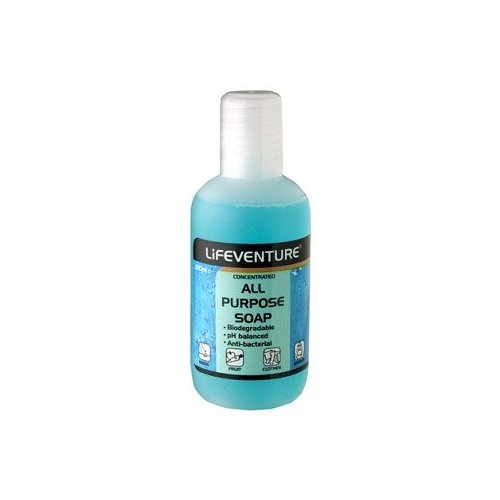 LiFEVENTURE®
CONCENTRATED
ALL
PURPOSE
SOAP
• Biodegradable
• pH balanced
• Anti-bacterial
FRUIT
CLOTHES